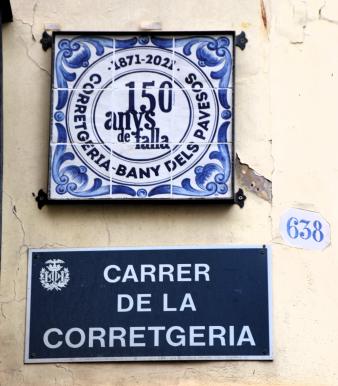 1871-2021
CORRETGERIA-BANY DELS PAVESOS
150
anys
de falla
638
CARRER
DE LA
CORRETGERIA